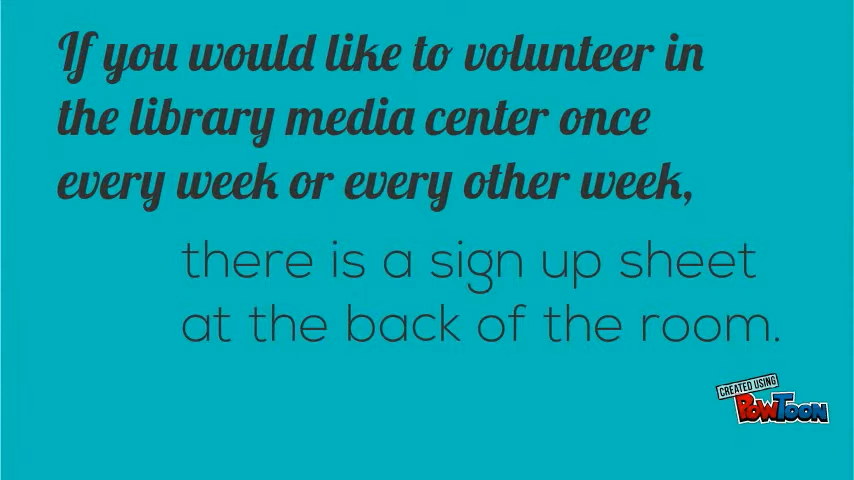 If you would like to volunteer in
the library media center once
every week or every other week,
there is a sign up sheet
at the back of the room.
CREATED USING
PowToon